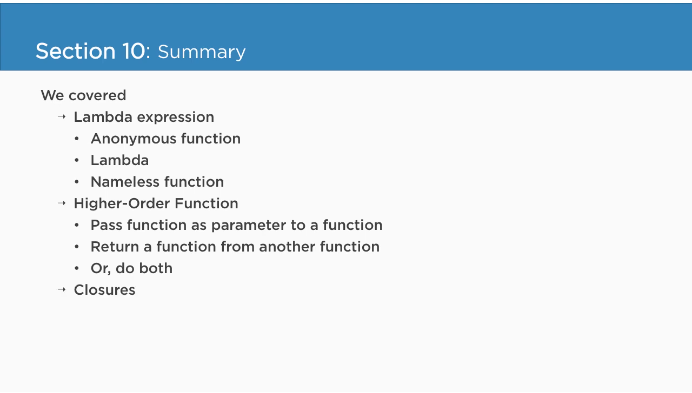 Section 10: Summary
We covered
→ Lambda expression
• Anonymous function
• Lambda
• Nameless function
→ Higher-Order Function
• Pass function as parameter to a function
• Return a function from another function
• Or, do both
→ Closures